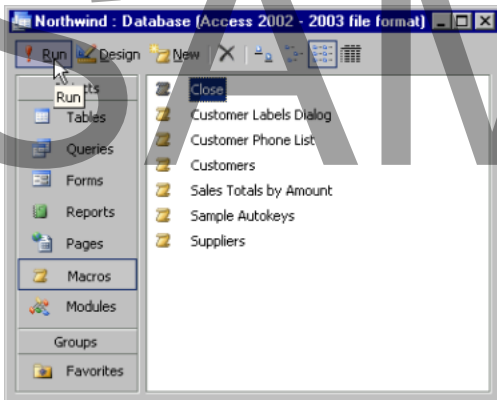 Northwind : Database (Access 2002 - 2003 file format)
Run Design New
Run
Tables
Queries
Forms
Reports
Pages
Macros
Modules
Groups
Favorites
Close
Customer Labels Dialog
Customer Phone List
Customers
Sales Totals by Amount
Sample Autokeys
Suppliers